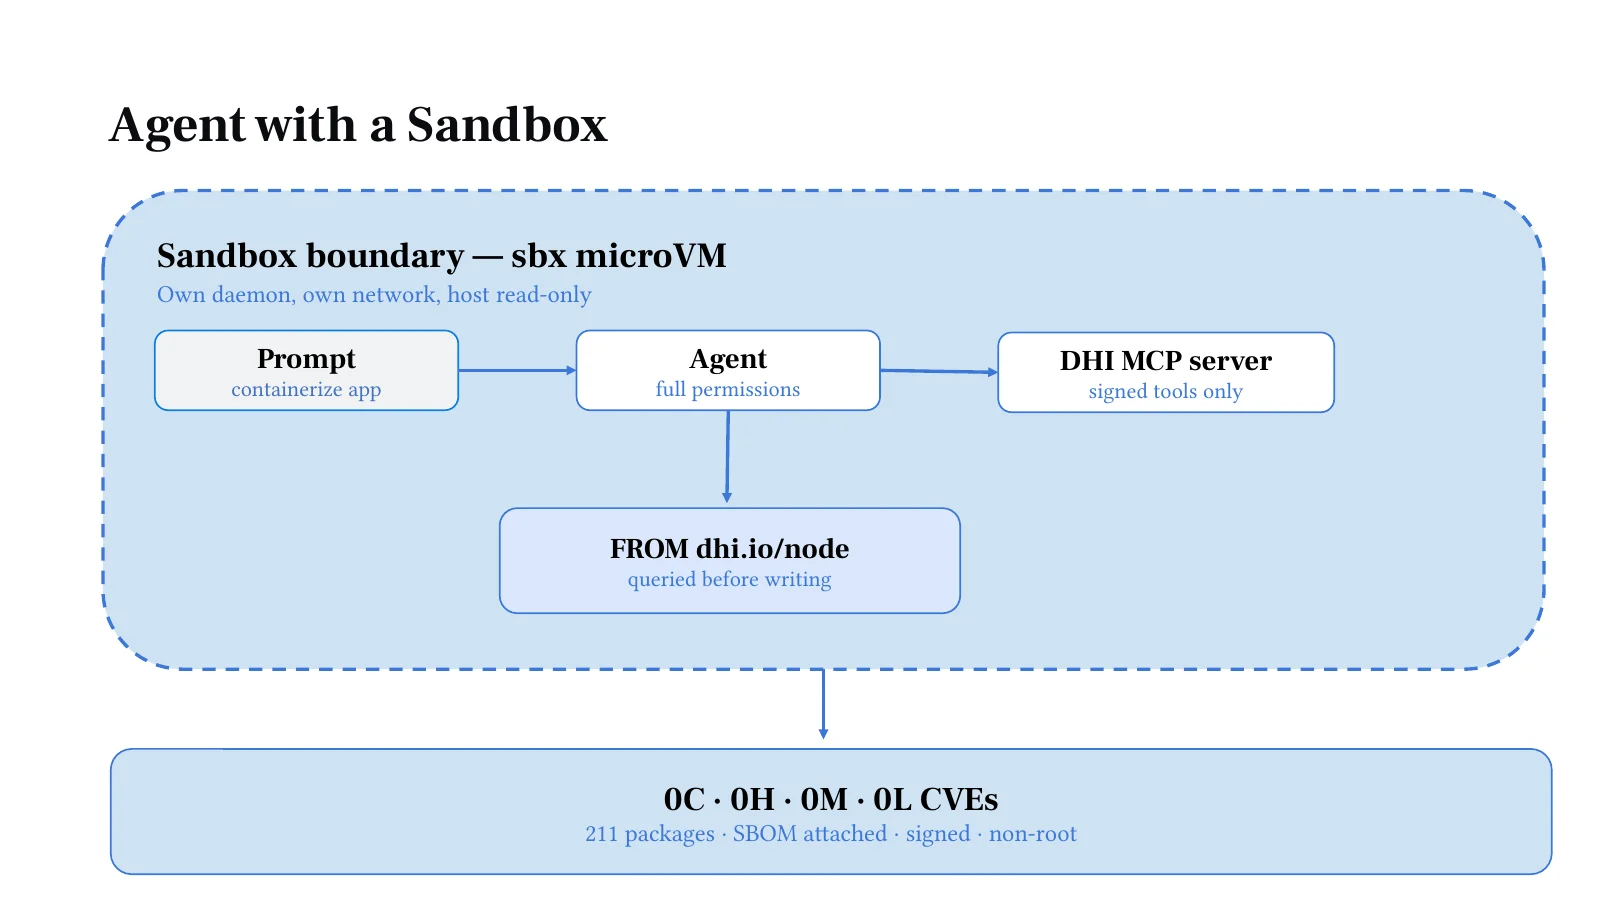 Agent with a Sandbox
Sandbox boundary — sbx microVM
Own daemon, own network, host read-only
Prompt
containerize app
Agent
full permissions
DHI MCP server
signed tools only
FROM dhi.io/node
queried before writing
0C · 0H · 0M · 0L CVEs
211 packages · SBOM attached · signed · non-root